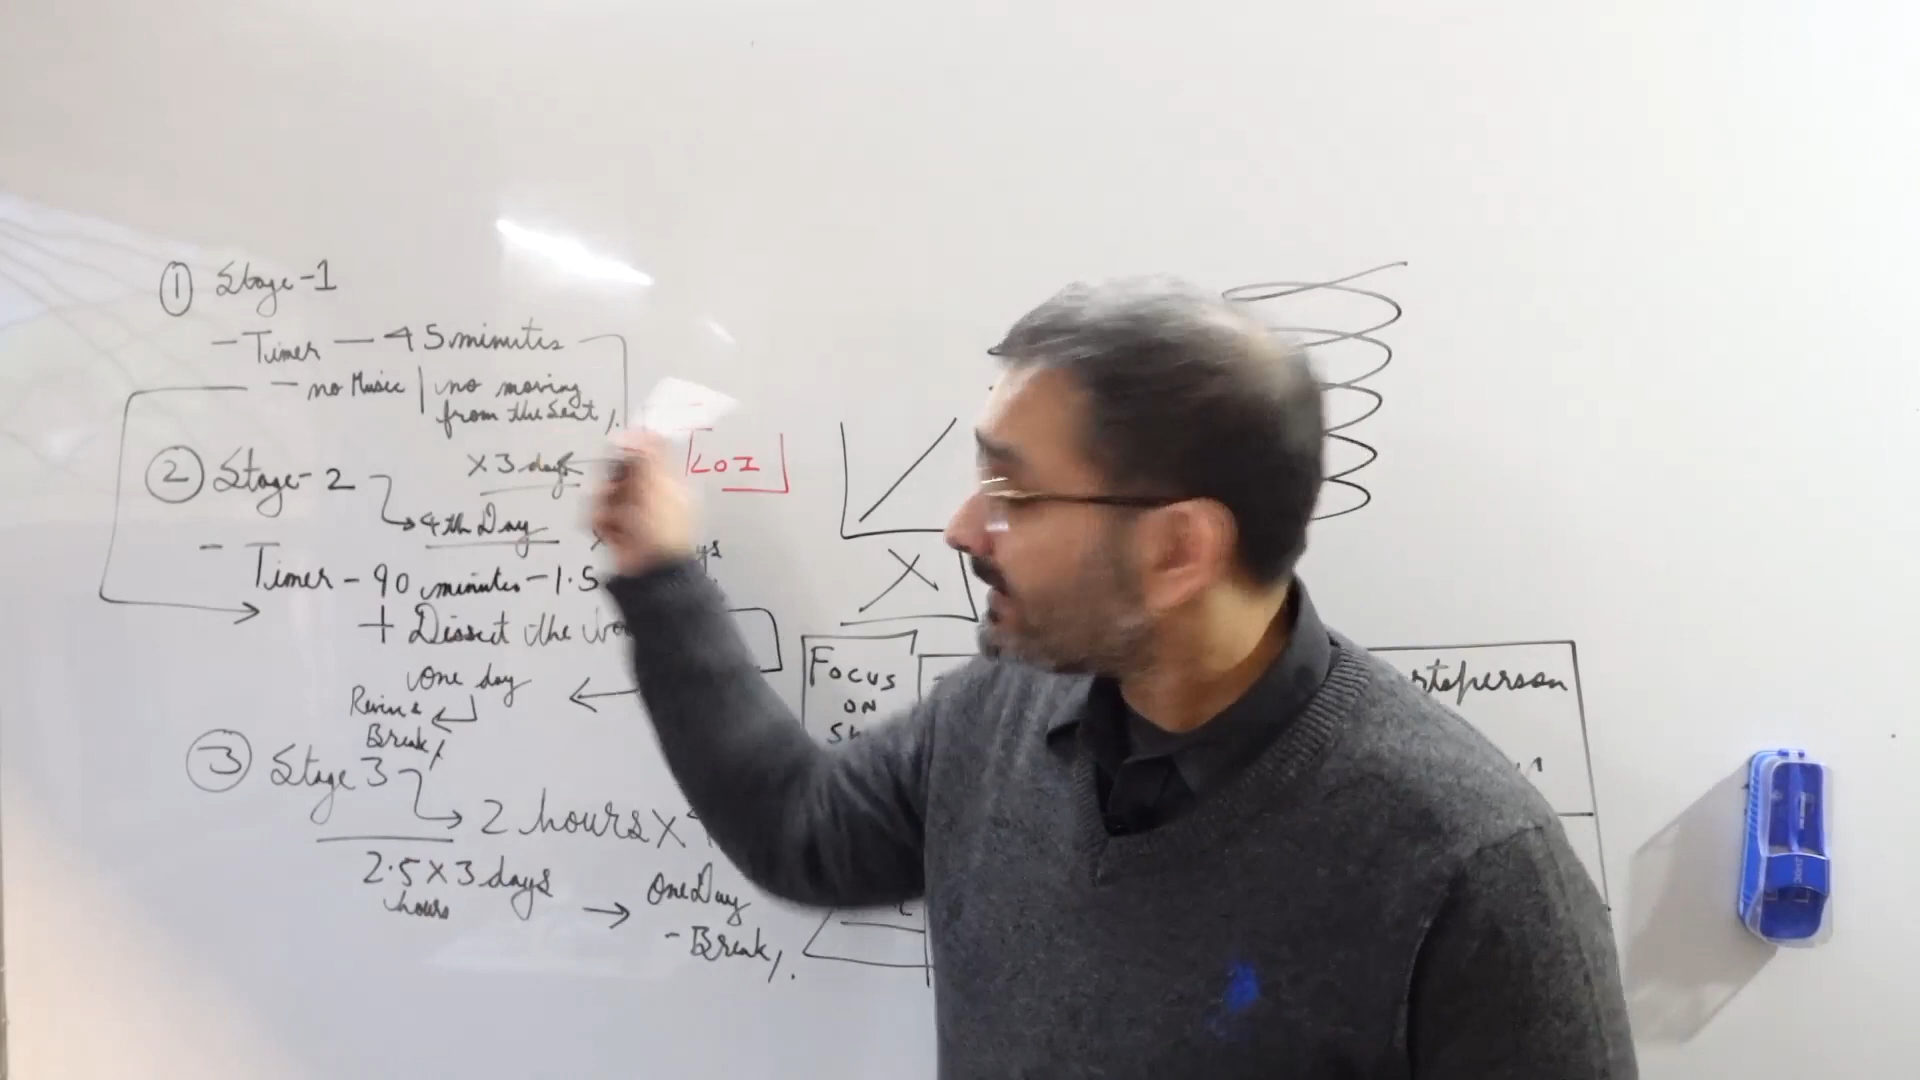 ① Stage-1
- Timer — 45 minutes
- no Music | no moving
from the seat
② Stage-2
x 3 days
LOI
4th Day
- Timer - 90 minutes - 1.5
+ Dissect the
one day
Break
③ Stage 3
2 hours x
2.5 x 3 days
hours
One Day
- Break
X
FOCUS
ON